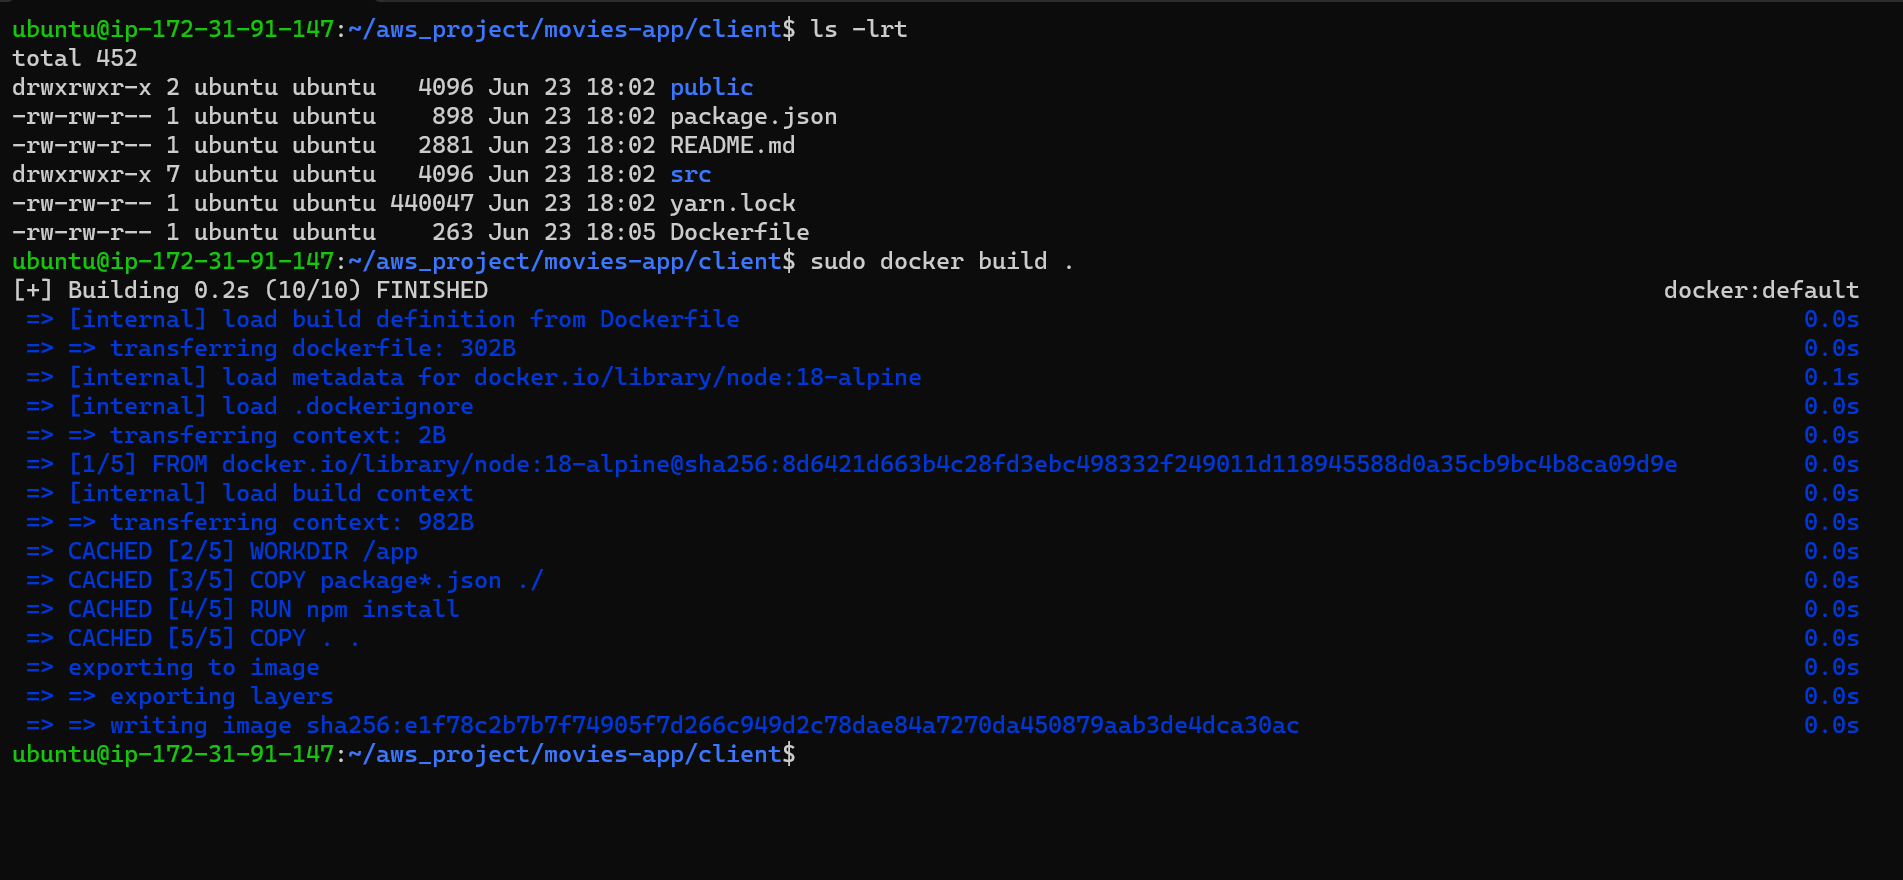 ubuntu@ip-172-31-91-147:~/aws_project/movies-app/client$ ls -lrt
total 452
drwxrwxr-x 2 ubuntu ubuntu   4096 Jun 23 18:02 public
-rw-rw-r-- 1 ubuntu ubuntu    898 Jun 23 18:02 package.json
-rw-rw-r-- 1 ubuntu ubuntu   2881 Jun 23 18:02 README.md
drwxrwxr-x 7 ubuntu ubuntu   4096 Jun 23 18:02 src
-rw-rw-r-- 1 ubuntu ubuntu 440047 Jun 23 18:02 yarn.lock
-rw-rw-r-- 1 ubuntu ubuntu    263 Jun 23 18:05 Dockerfile
ubuntu@ip-172-31-91-147:~/aws_project/movies-app/client$ sudo docker build .
[+] Building 0.2s (10/10) FINISHED docker:default
 => [internal] load build definition from Dockerfile 0.0s
 => => transferring dockerfile: 302B 0.0s
 => [internal] load metadata for docker.io/library/node:18-alpine 0.1s
 => [internal] load .dockerignore 0.0s
 => => transferring context: 2B 0.0s
 => [1/5] FROM docker.io/library/node:18-alpine@sha256:8d6421d663b4c28fd3ebc498332f249011d118945588d0a35cb9bc4b8ca09d9e 0.0s
 => [internal] load build context 0.0s
 => => transferring context: 982B 0.0s
 => CACHED [2/5] WORKDIR /app 0.0s
 => CACHED [3/5] COPY package*.json ./ 0.0s
 => CACHED [4/5] RUN npm install 0.0s
 => CACHED [5/5] COPY . . 0.0s
 => exporting to image 0.0s
 => => exporting layers 0.0s
 => => writing image sha256:e1f78c2b7b7f74905f7d266c949d2c78dae84a7270da450879aab3de4dca30ac 0.0s
ubuntu@ip-172-31-91-147:~/aws_project/movies-app/client$